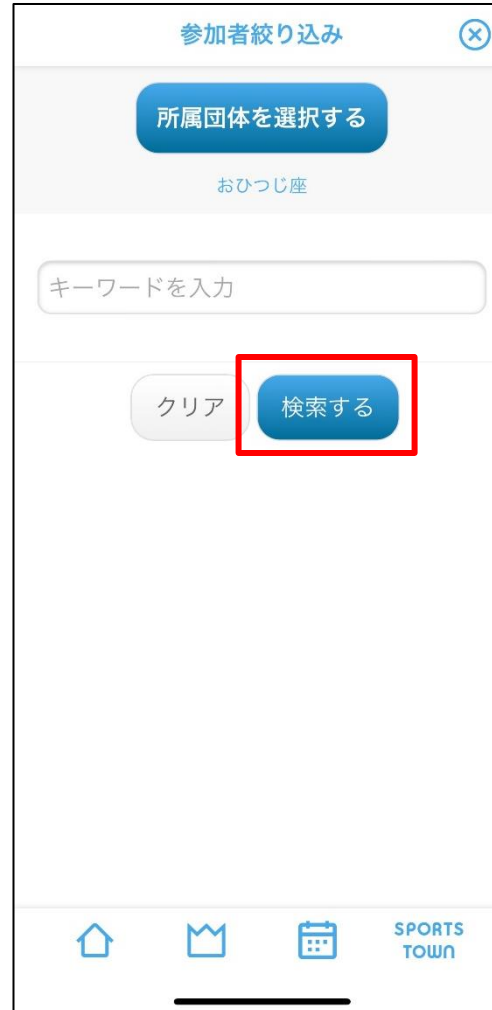 参加者絞り込み
所属団体を選択する
おひつじ座
キーワードを入力
クリア
検索する
SPORTS
TOWN